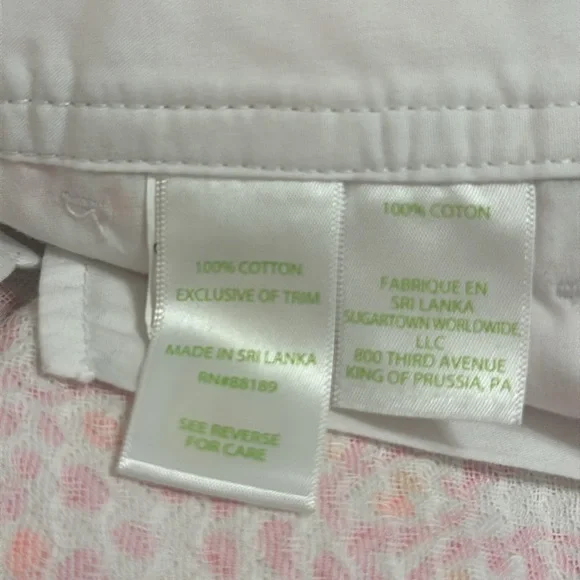 100% COTTON
EXCLUSIVE OF TRIM
MADE IN SRI LANKA
RN#88189
SEE REVERSE
FOR CARE
100% COTON
FABRIQUE EN
SRI LANKA
SUGARTOWN WORLDWIDE,
LLC
800 THIRD AVENUE
KING OF PRUSSIA, PA